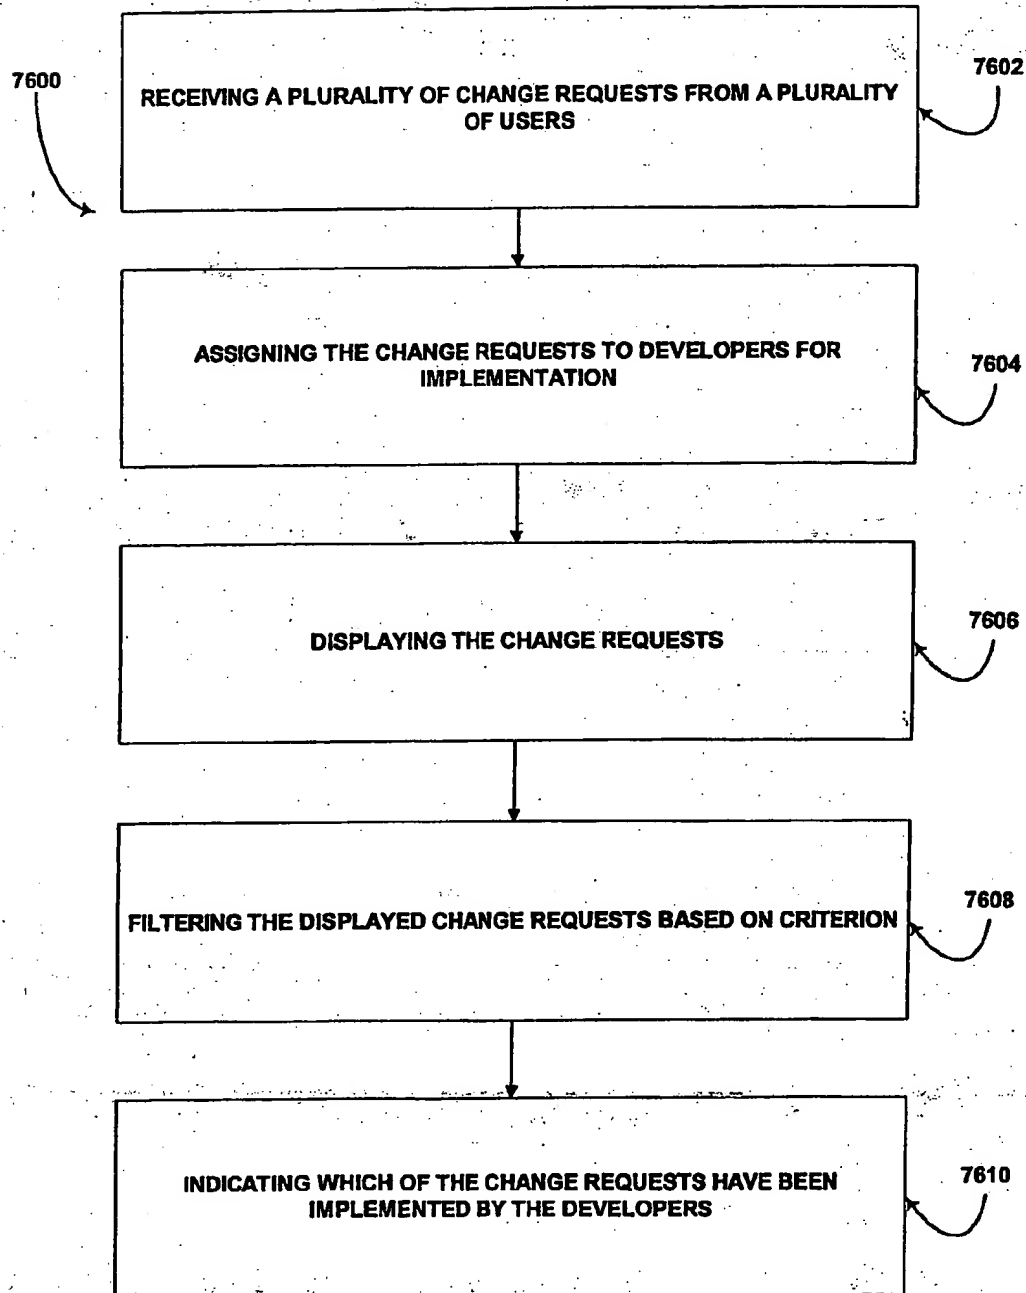 7600
7602
RECEIVING A PLURALITY OF CHANGE REQUESTS FROM A PLURALITY
OF USERS
ASSIGNING THE CHANGE REQUESTS TO DEVELOPERS FOR
IMPLEMENTATION
7604
DISPLAYING THE CHANGE REQUESTS
7606
FILTERING THE DISPLAYED CHANGE REQUESTS BASED ON CRITERION
7608
INDICATING WHICH OF THE CHANGE REQUESTS HAVE BEEN
IMPLEMENTED BY THE DEVELOPERS
7610